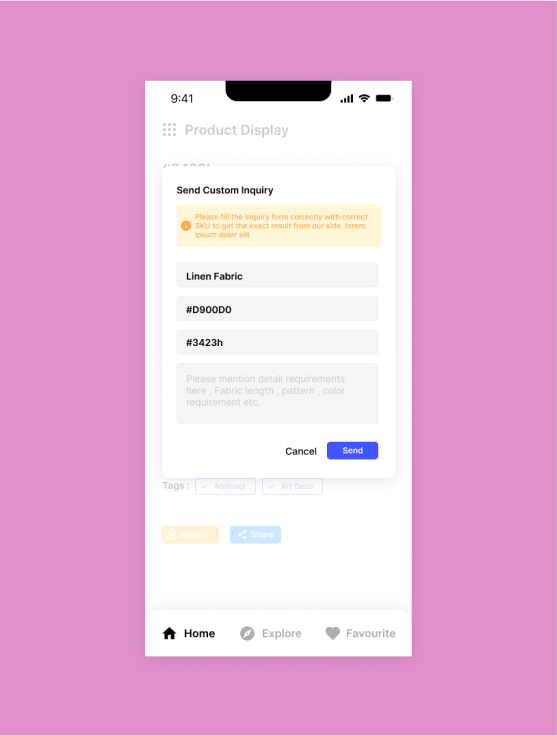 9:41
Product Display
Send Custom Inquiry
Please fill the inquiry form correctly with correct
SKU to get the exact result from our side. lorem
ipsum doler slit
Linen Fabric
#D900D0
#3423h
Please mention detail requirements
here , Fabric length , pattern , color
requirement etc.
Cancel Send
Tags : Abstract Art Deco
Inquiry Share
Home Explore Favourite